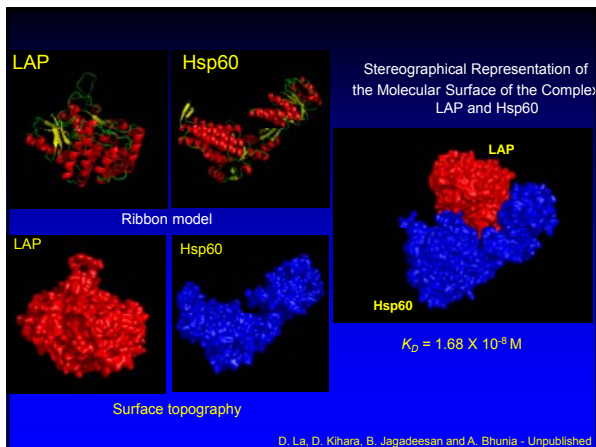 LAP
Hsp60
Ribbon model
LAP
Hsp60
Surface topography
Stereographical Representation of
the Molecular Surface of the Complex
LAP and Hsp60
LAP
Hsp60
K_D = 1.68 X 10⁻⁸ M
D. La, D. Kihara, B. Jagadeesan and A. Bhunia - Unpublished